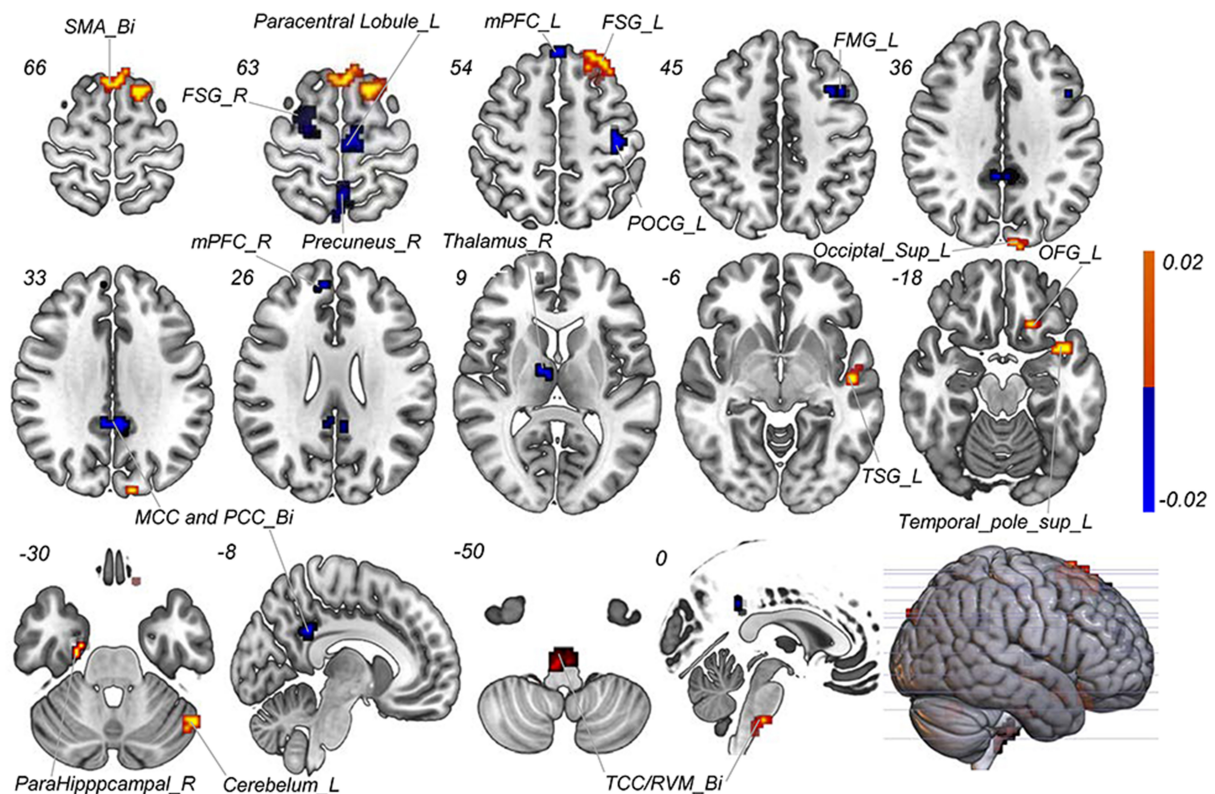 SMA_Bi
Paracentral Lobule_L
mPFC_L
FSG_L
66
63
54
45
FMG_L
36
FSG_R
POCG_L
mPFC_R
Precuneus_R
Thalamus_R
Occiptal_Sup_L
OFG_L
33
26
9
-6
-18
0.02
-0.02
TSG_L
MCC and PCC_Bi
Temporal_pole_sup_L
-30
-8
-50
0
ParaHipppcampal_R
Cerebelum_L
TCC/RVM_Bi